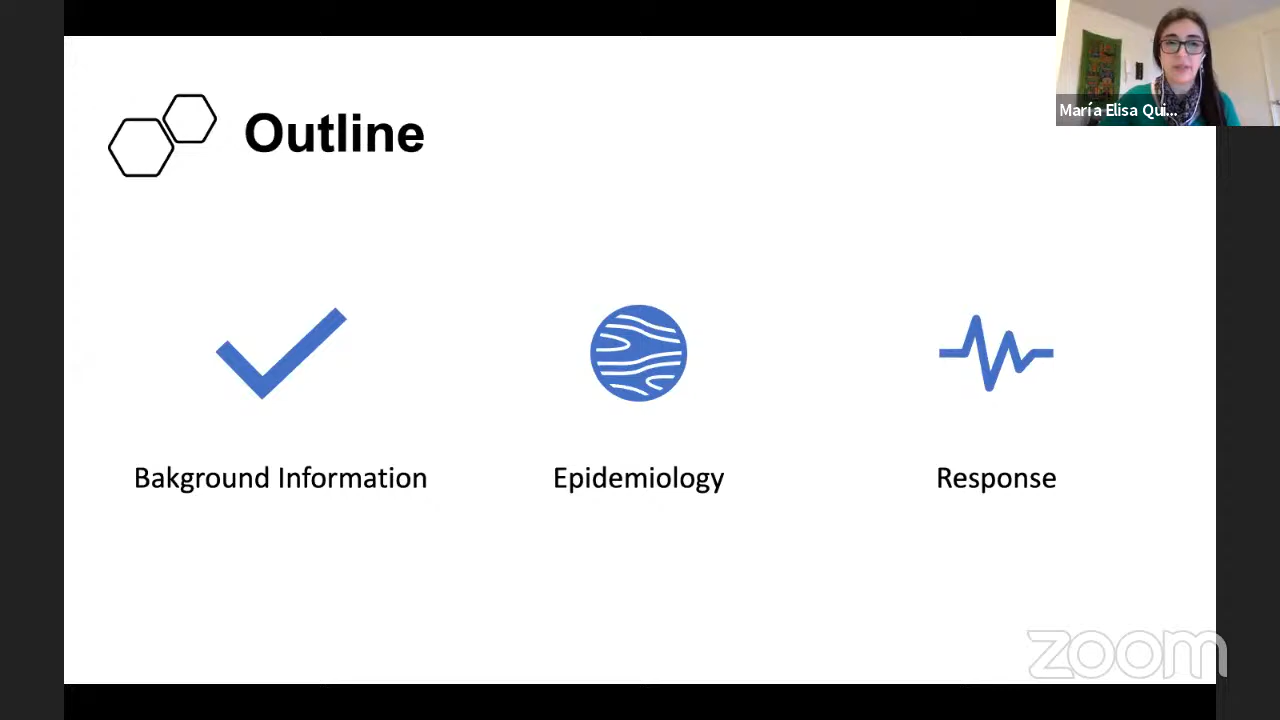 María Elisa Qui...
Outline
Bakground Information
Epidemiology
Response
zoom